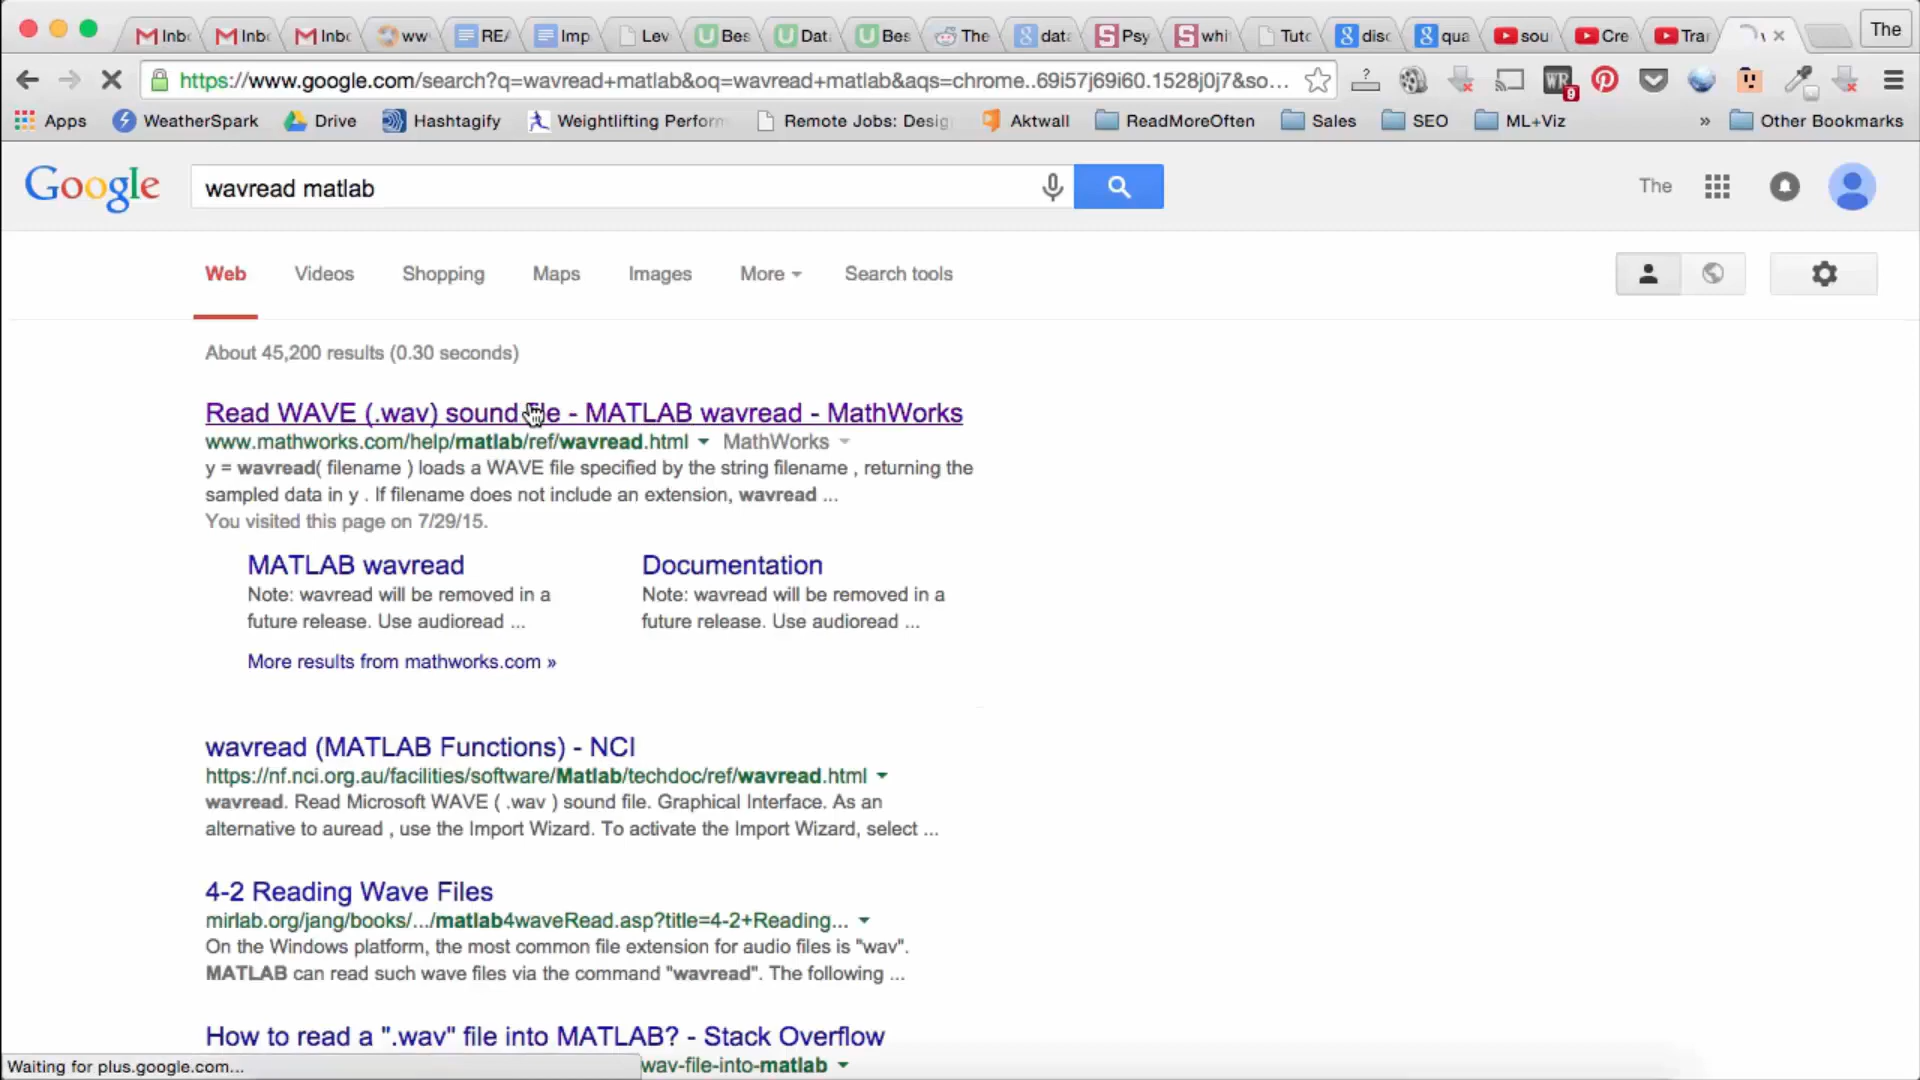 Inbo Inbo Inbo ww REA Imp Lev Bes Data Bes The data Psy whi Tuto disc qua sou Cre Tra The
https://www.google.com/search?q=wavread+matlab&oq=wavread+matlab&aqs=chrome..69i57j69i60.1528j0j7&so...
Apps WeatherSpark Drive Hashtagify Weightlifting Perform Remote Jobs: Desig Aktwall ReadMoreOften Sales SEO ML+Viz » Other Bookmarks
Google wavread matlab The
Web Videos Shopping Maps Images More Search tools
About 45,200 results (0.30 seconds)
Read WAVE (.wav) sound file - MATLAB wavread - MathWorks
www.mathworks.com/help/matlab/ref/wavread.html MathWorks
y = wavread( filename ) loads a WAVE file specified by the string filename , returning the
sampled data in y . If filename does not include an extension, wavread ...
You visited this page on 7/29/15.
MATLAB wavread
Note: wavread will be removed in a
future release. Use audioread ...
Documentation
Note: wavread will be removed in a
future release. Use audioread ...
More results from mathworks.com »
wavread (MATLAB Functions) - NCI
https://nf.nci.org.au/facilities/software/Matlab/techdoc/ref/wavread.html
wavread. Read Microsoft WAVE ( .wav ) sound file. Graphical Interface. As an
alternative to auread , use the Import Wizard. To activate the Import Wizard, select ...
4-2 Reading Wave Files
mirlab.org/jang/books/.../matlab4waveRead.asp?title=4-2+Reading...
On the Windows platform, the most common file extension for audio files is "wav".
MATLAB can read such wave files via the command "wavread". The following ...
How to read a ".wav" file into MATLAB? - Stack Overflow
wav-file-into-matlab
Waiting for plus.google.com...